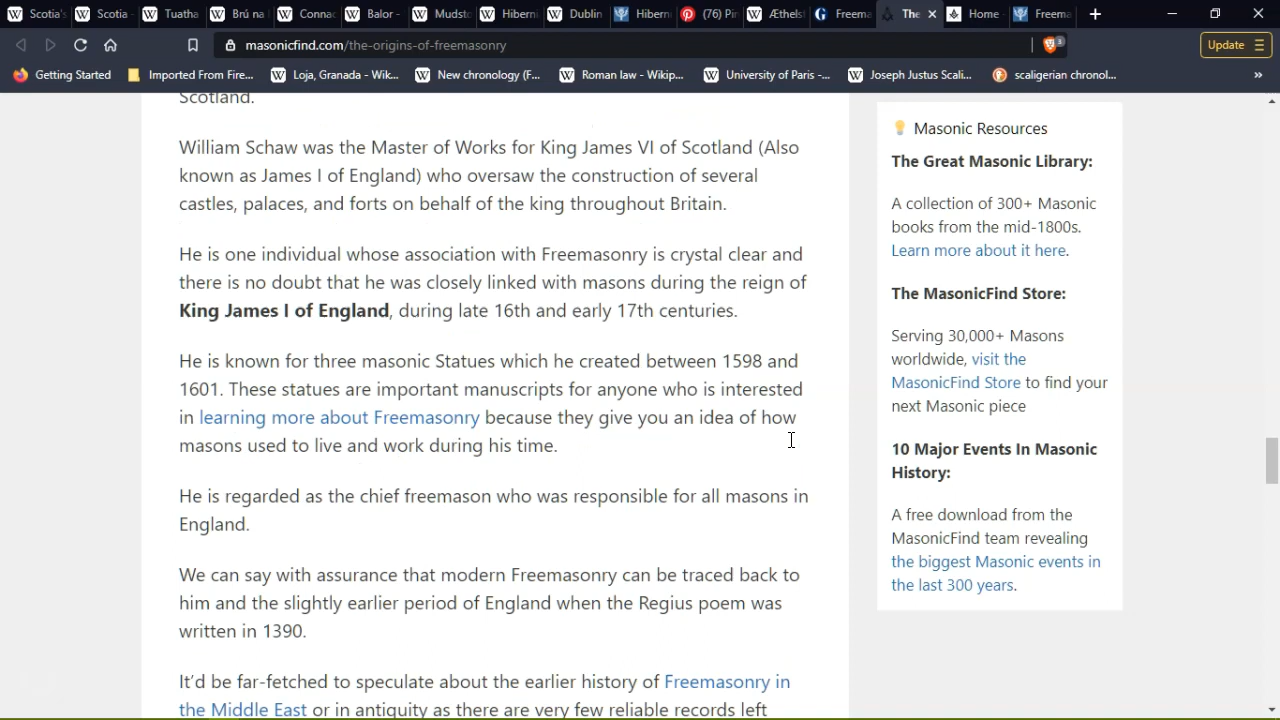 Scotia's
Scotia -
Tuatha
Brú na
Connac
Balor -
Mudsto
Hiberni
Dublin
Hibern
(76) Pin
Æthelst
Freema
The
Home -
Freema
masonicfind.com/the-origins-of-freemasonry
3
Update
Getting Started
Imported From Fire...
Loja, Granada - Wik...
New chronology (F...
Roman law - Wikip...
University of Paris -...
Joseph Justus Scali...
scaligerian chronol...
»
Scotland.
William Schaw was the Master of Works for King James VI of Scotland (Also
known as James I of England) who oversaw the construction of several
castles, palaces, and forts on behalf of the king throughout Britain.
He is one individual whose association with Freemasonry is crystal clear and
there is no doubt that he was closely linked with masons during the reign of
King James I of England, during late 16th and early 17th centuries.
He is known for three masonic Statues which he created between 1598 and
1601. These statues are important manuscripts for anyone who is interested
in learning more about Freemasonry because they give you an idea of how
masons used to live and work during his time.
He is regarded as the chief freemason who was responsible for all masons in
England.
We can say with assurance that modern Freemasonry can be traced back to
him and the slightly earlier period of England when the Regius poem was
written in 1390.
It'd be far-fetched to speculate about the earlier history of Freemasonry in
the Middle East or in antiquity as there are very few reliable records left
Masonic Resources
The Great Masonic Library:
A collection of 300+ Masonic
books from the mid-1800s.
Learn more about it here.
The MasonicFind Store:
Serving 30,000+ Masons
worldwide, visit the
MasonicFind Store to find your
next Masonic piece
10 Major Events In Masonic
History:
A free download from the
MasonicFind team revealing
the biggest Masonic events in
the last 300 years.